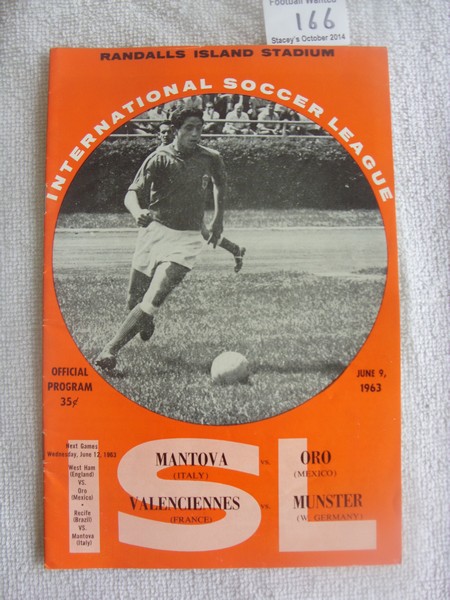 Football Wanted
166
Stacey's October 2014
RANDALLS ISLAND STADIUM
INTERNATIONAL SOCCER LEAGUE
OFFICIAL
PROGRAM
35¢
JUNE 9,
1963
ISL
Next Games
Wednesday, June 12, 1963
West Ham
(England)
VS.
Oro
(Mexico)
•
Recife
(Brazil)
VS.
Mantova
(Italy)
MANTOVA vs. ORO
(ITALY) (MEXICO)
VALENCIENNES vs. MUNSTER
(FRANCE) (W. GERMANY)